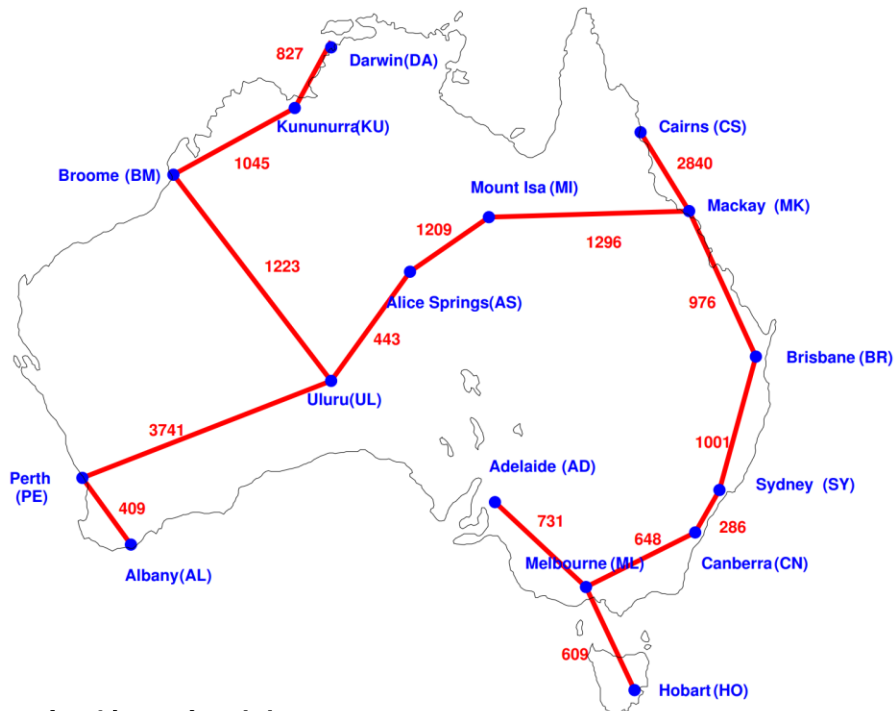 827
Darwin(DA)
Kununurra(KU)
Cairns (CS)
1045
2840
Broome (BM)
Mount Isa (MI)
Mackay (MK)
1209
1296
1223
Alice Springs(AS)
976
443
Brisbane (BR)
Uluru(UL)
3741
1001
Adelaide (AD)
Perth
(PE)
Sydney (SY)
409
731
286
648
Melbourne(ML)
Canberra(CN)
Albany(AL)
609
Hobart(HO)